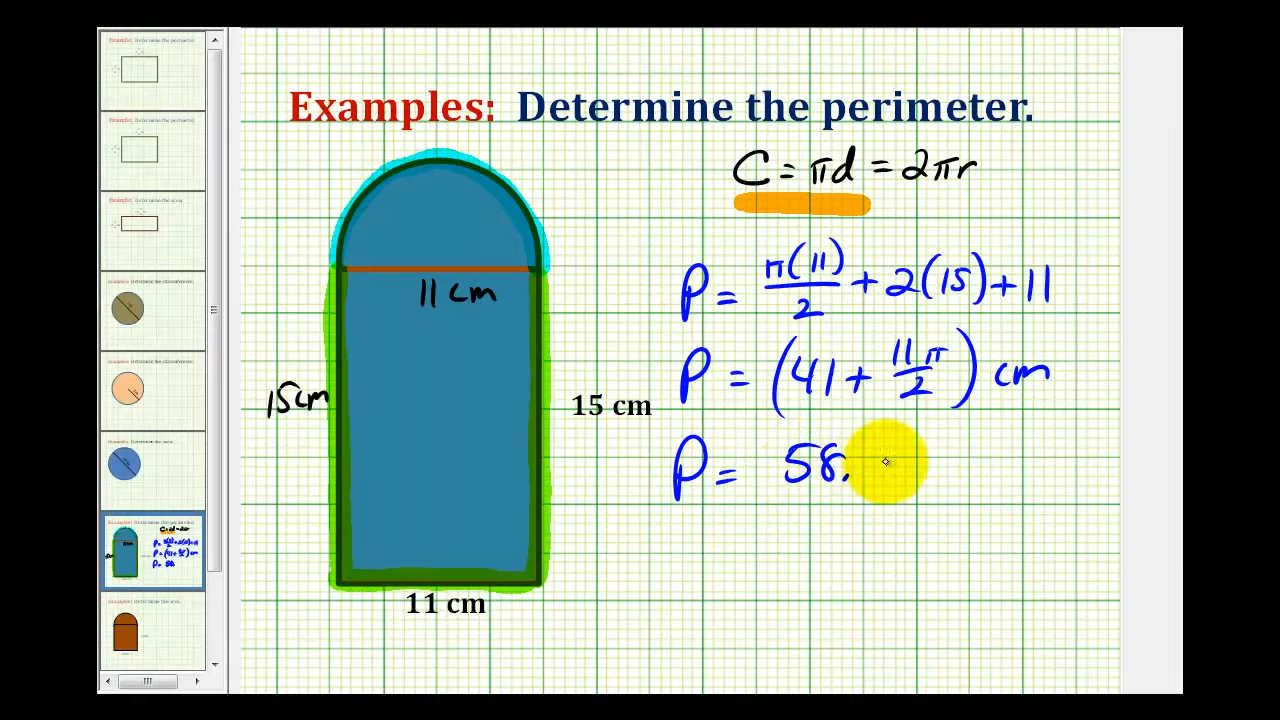 Examples: Determine the perimeter.
C = πd = 2πr
11 cm
P = π(11)/2 + 2(15) + 11
P = (41 + 11π/2) cm
15cm
15 cm
P = 58.
11 cm